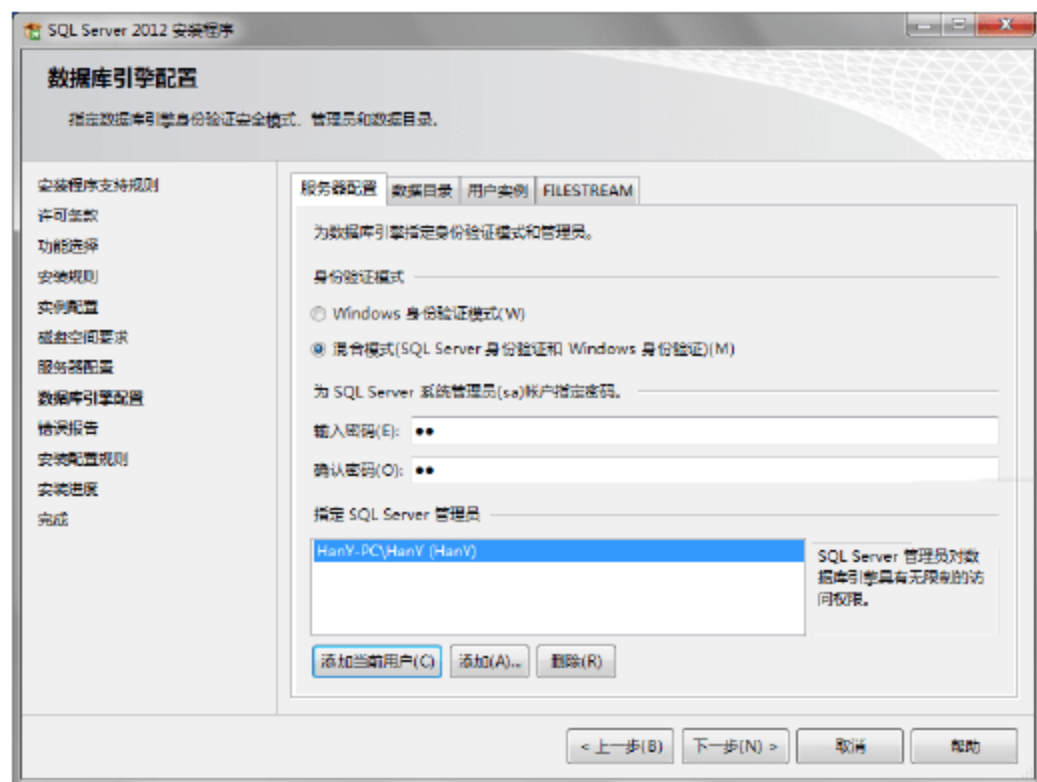 SQL Server 2012 安装程序
数据库引擎配置
指定数据库引擎身份验证安全模式、管理员和数据目录。
安装程序支持规则
许可条款
功能选择
安装规则
实例配置
磁盘空间要求
服务器配置
数据库引擎配置
错误报告
安装配置规则
安装进度
完成
服务器配置 数据目录 用户实例 FILESTREAM
为数据库引擎指定身份验证模式和管理员。
身份验证模式
Windows 身份验证模式(W)
混合模式(SQL Server 身份验证和 Windows 身份验证)(M)
为 SQL Server 系统管理员(sa)帐户指定密码。
输入密码(E): ●●
确认密码(O): ●●
指定 SQL Server 管理员
HanY-PC\HanY (HanY)
SQL Server 管理员对数
据库引擎具有无限制的访
问权限。
添加当前用户(C) 添加(A)... 删除(R)
< 上一步(B) 下一步(N) > 取消 帮助